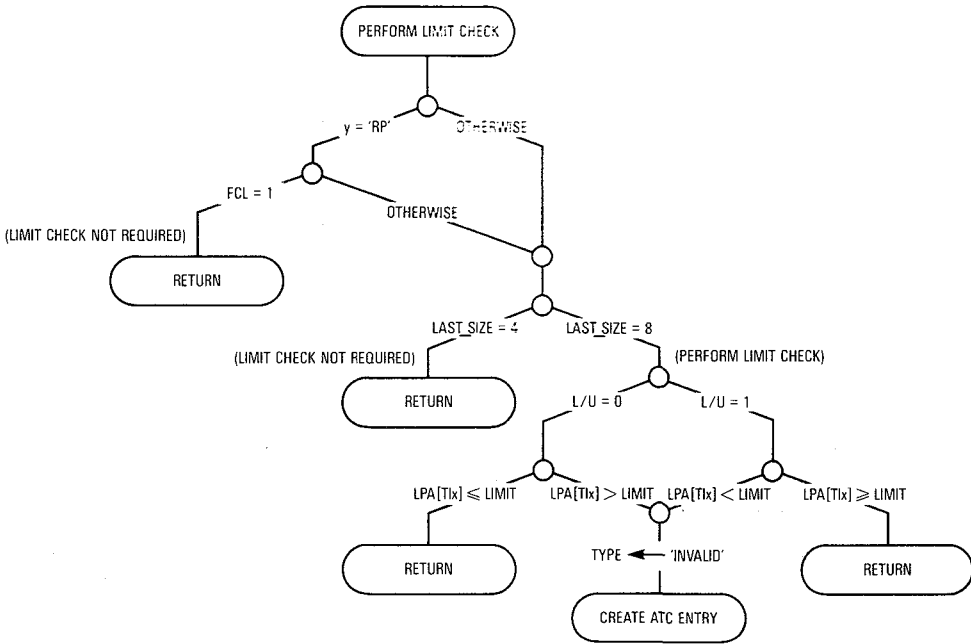 PERFORM LIMIT CHECK
y = 'RP'
OTHERWISE
FCL = 1
OTHERWISE
(LIMIT CHECK NOT REQUIRED)
RETURN
LAST_SIZE = 4
LAST_SIZE = 8
(LIMIT CHECK NOT REQUIRED)
(PERFORM LIMIT CHECK)
RETURN
L/U = 0
L/U = 1
LPA[TIx] ⩽ LIMIT
LPA[TIx] > LIMIT
LPA[TIx] < LIMIT
LPA[TIx] ⩾ LIMIT
RETURN
TYPE ← 'INVALID'
RETURN
CREATE ATC ENTRY